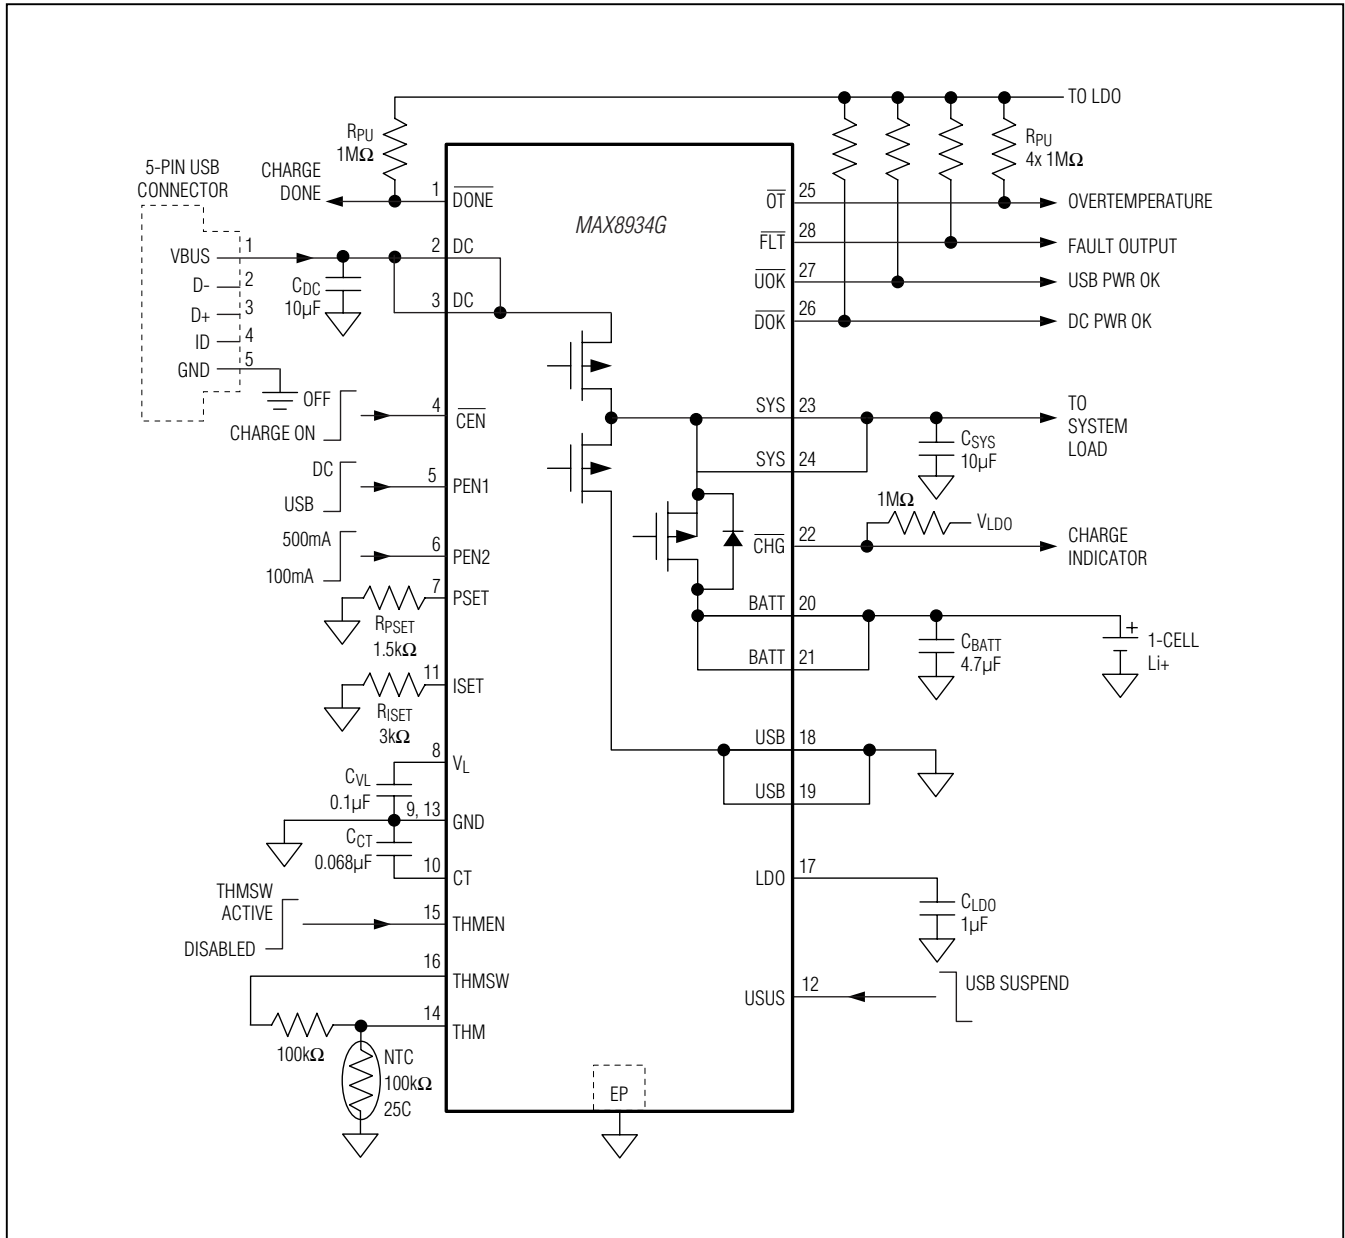 TO LDO
RPU
1MΩ
RPU
4x 1MΩ
5-PIN USB
CONNECTOR
CHARGE
DONE
1
DONE
MAX8934G
25
OT
OVERTEMPERATURE
28
FLT
FAULT OUTPUT
27
UOK
USB PWR OK
26
DOK
DC PWR OK
VBUS
1
D-
2
D+
3
ID
4
GND
5
CDC
10µF
2
DC
3
DC
OFF
CHARGE ON
4
CEN
SYS
23
TO
SYSTEM
LOAD
SYS
24
CSYS
10µF
DC
USB
5
PEN1
1MΩ
VLDO
CHG
22
CHARGE
INDICATOR
500mA
100mA
6
PEN2
7
PSET
RPSET
1.5kΩ
BATT
20
BATT
21
CBATT
4.7µF
+
1-CELL
Li+
11
ISET
RISET
3kΩ
8
VL
CVL
0.1µF
9, 13
GND
CCT
0.068µF
10
CT
USB
18
USB
19
LDO
17
CLDO
1µF
THMSW
ACTIVE
DISABLED
15
THMEN
16
THMSW
14
THM
100kΩ
NTC
100kΩ
25C
USUS
12
USB SUSPEND
EP